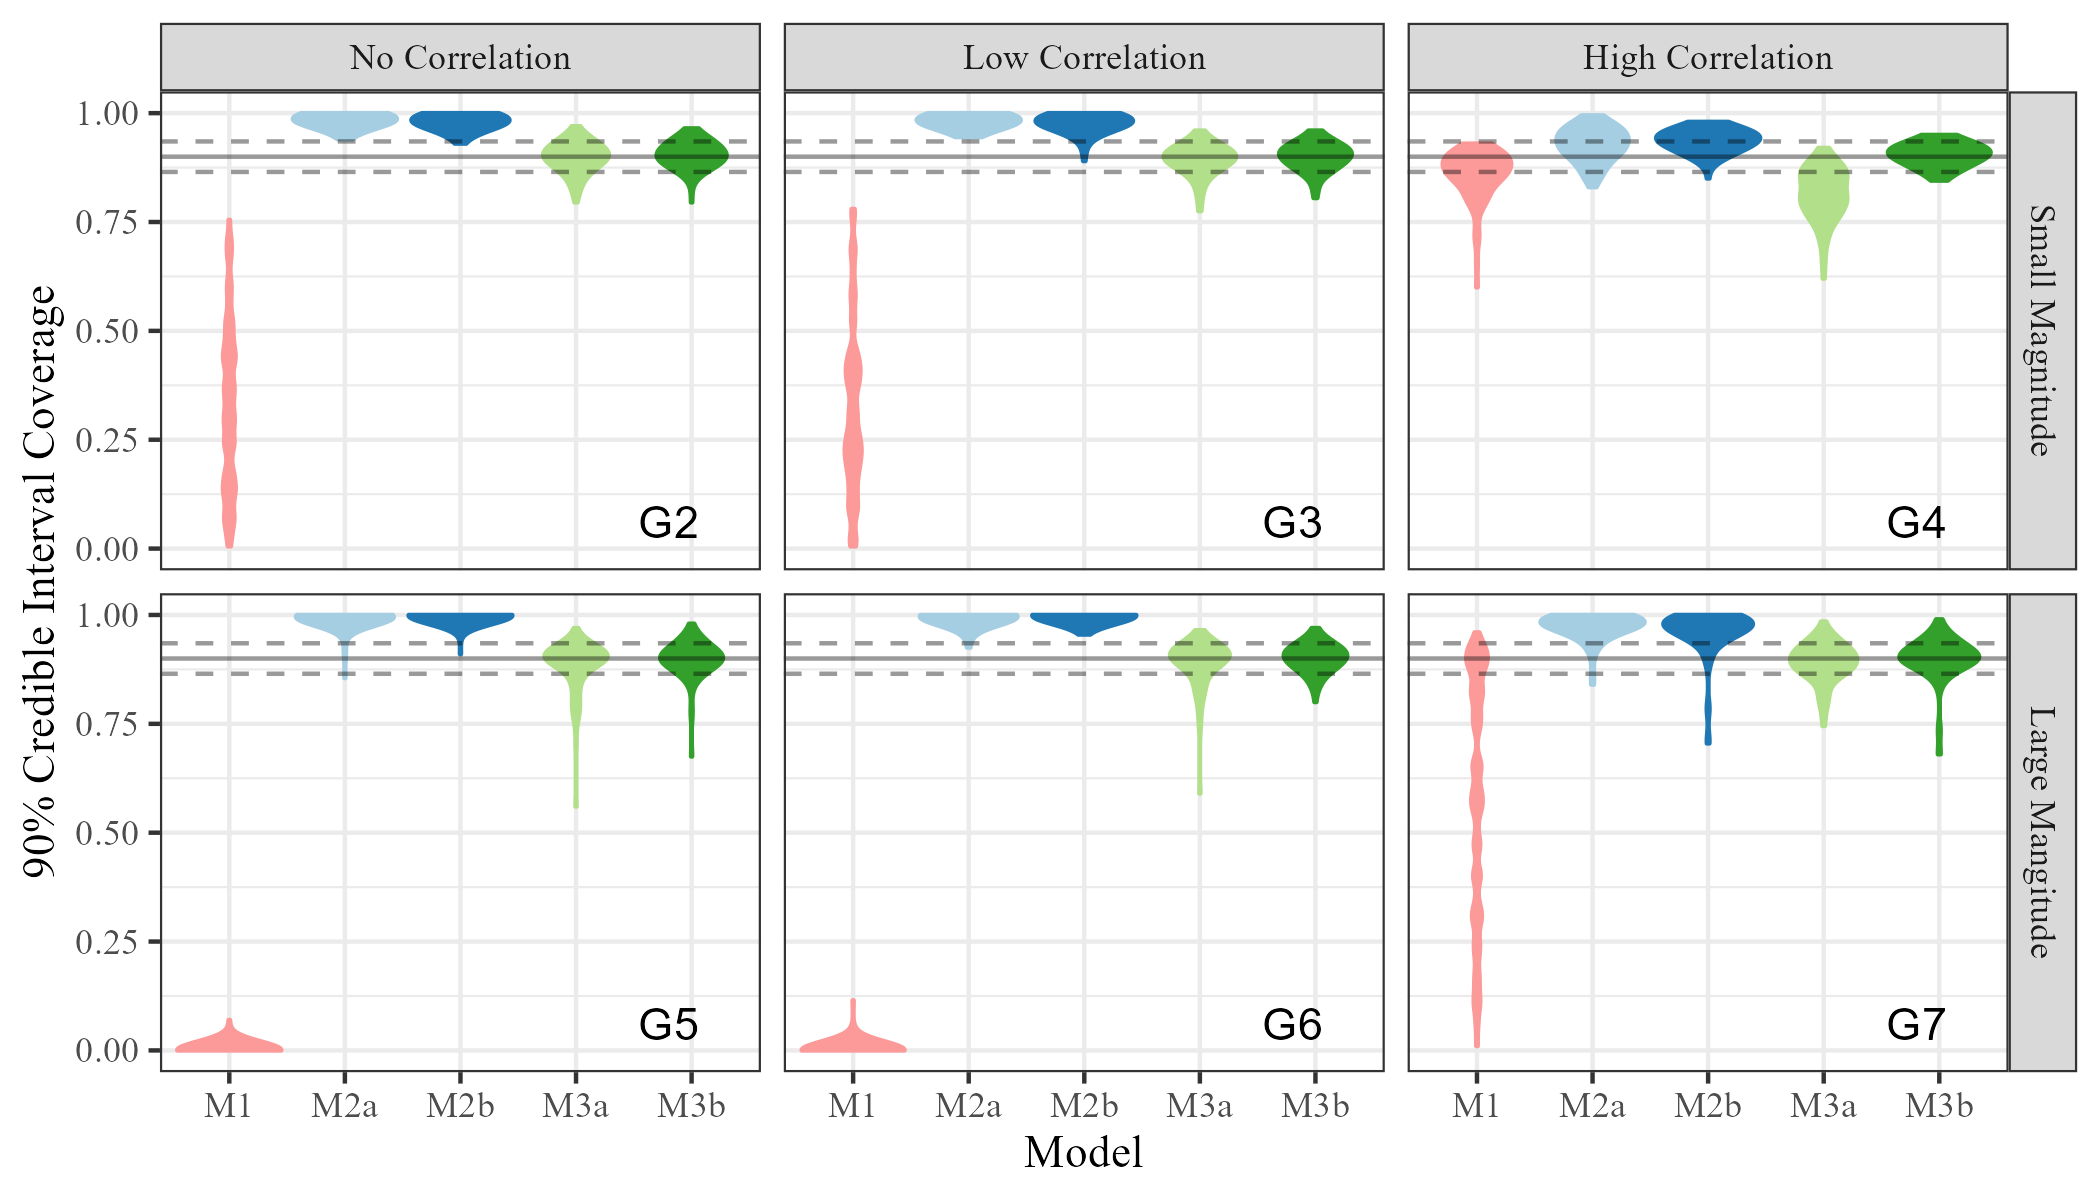 No Correlation
Low Correlation
High Correlation
90% Credible Interval Coverage
1.00
0.75
0.50
0.25
0.00
G2
G3
G4
Small Magnitude
1.00
0.75
0.50
0.25
0.00
G5
G6
G7
Large Mangitude
M1 M2a M2b M3a M3b
M1 M2a M2b M3a M3b
M1 M2a M2b M3a M3b
Model